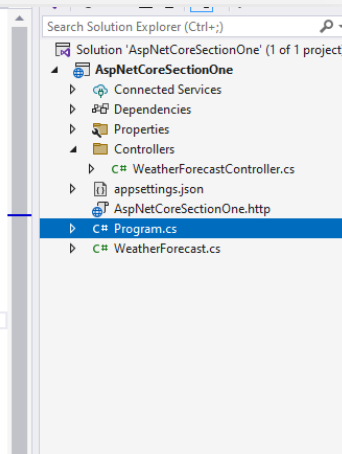 Search Solution Explorer (Ctrl+;)
Solution 'AspNetCoreSectionOne' (1 of 1 project
AspNetCoreSectionOne
Connected Services
Dependencies
Properties
Controllers
C# WeatherForecastController.cs
appsettings.json
AspNetCoreSectionOne.http
C# Program.cs
C# WeatherForecast.cs